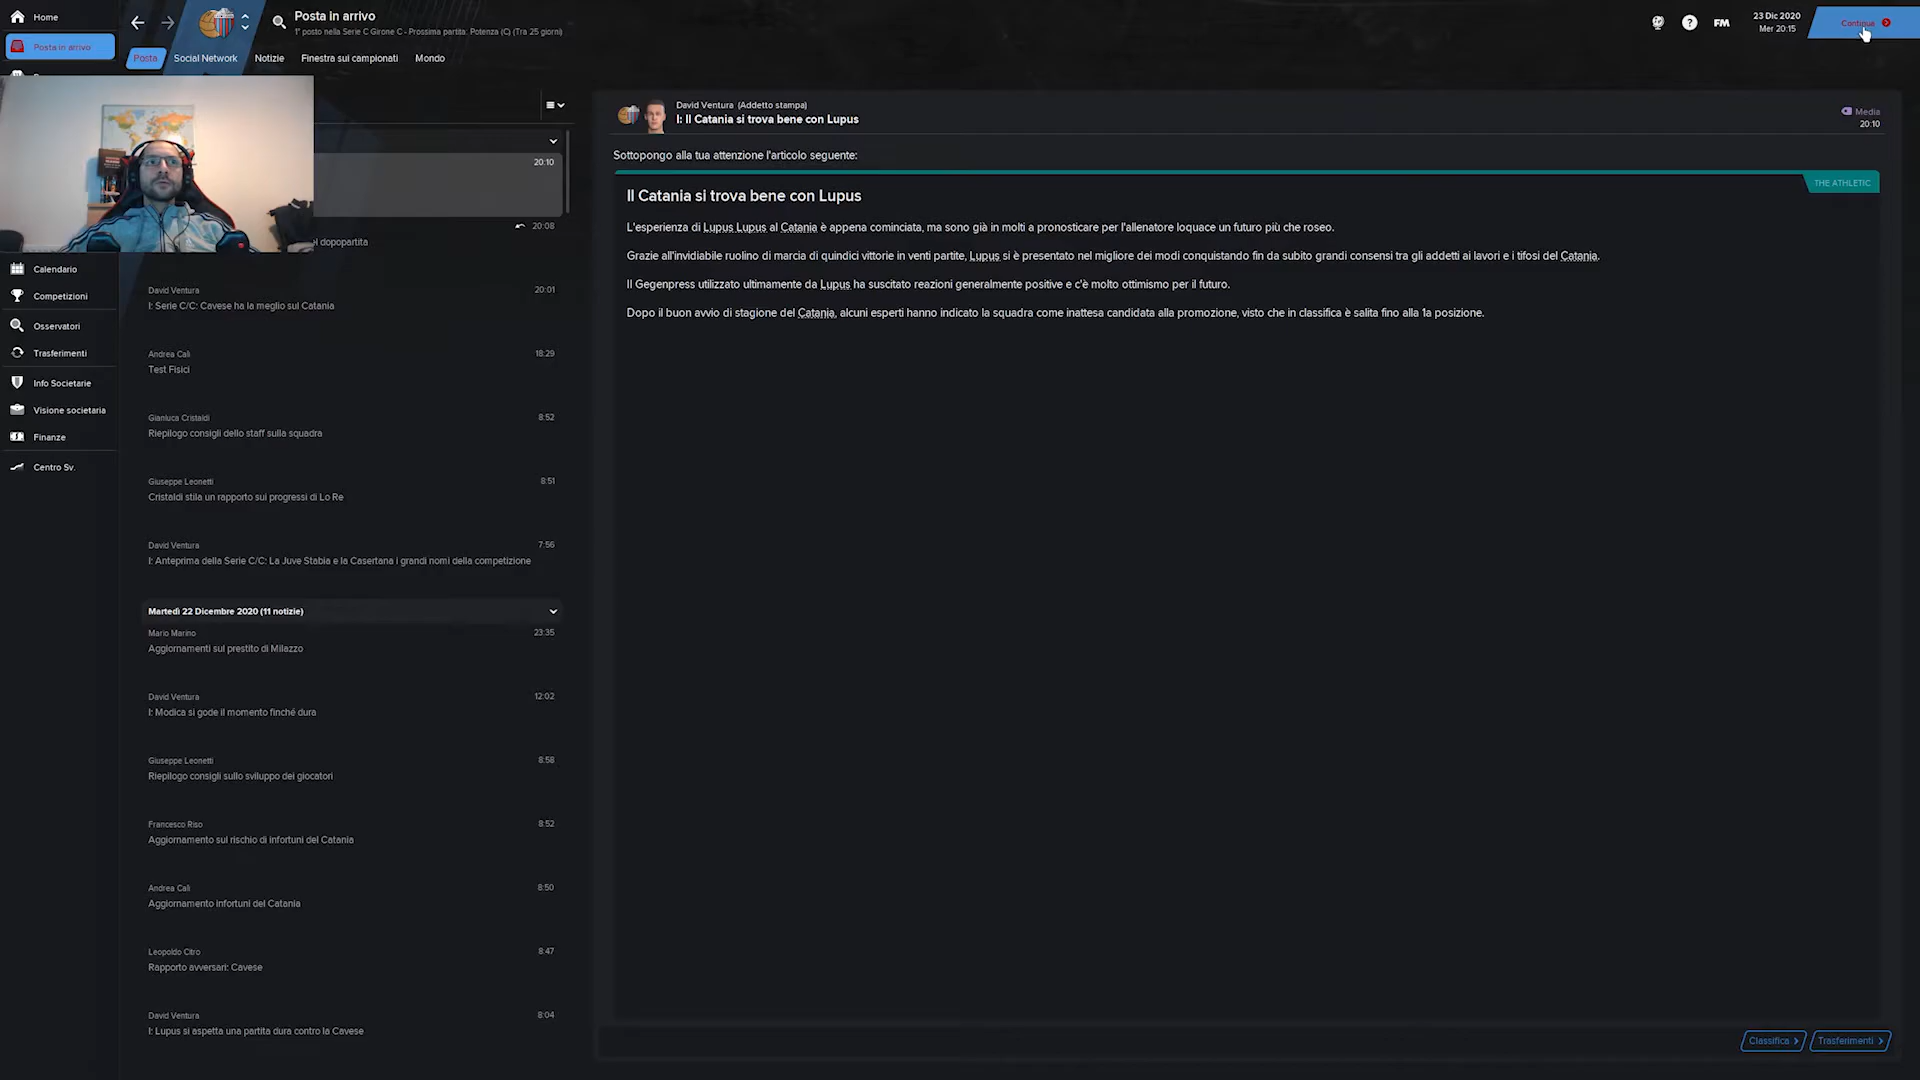 Home
Posta in arrivo
1° posto nella Serie C Girone C - Prossima partita: Potenza (C) (Tra 25 giorni)
FM
23 Dic 2020
Mer 20:15
Continua
Posta in arrivo
Posta
Social Network
Notizie
Finestra sui campionati
Mondo
20:10
20:08
dopopartita
Calendario
Competizioni
Osservatori
Trasferimenti
Info Societarie
Visione societaria
Finanze
Centro Sv.
David Ventura
20:01
I: Serie C/C: Cavese ha la meglio sul Catania
Andrea Calì
18:29
Test Fisici
Gianluca Cristaldi
8:52
Riepilogo consigli dello staff sulla squadra
Giuseppe Leonetti
8:51
Cristaldi stila un rapporto sui progressi di Lo Re
David Ventura
7:56
I: Anteprima della Serie C/C: La Juve Stabia e la Casertana i grandi nomi della competizione
Martedì 22 Dicembre 2020 (11 notizie)
Mario Marino
23:35
Aggiornamenti sul prestito di Milazzo
David Ventura
12:02
I: Modica si gode il momento finché dura
Giuseppe Leonetti
8:58
Riepilogo consigli sullo sviluppo dei giocatori
Francesco Riso
8:52
Aggiornamento sul rischio di infortuni del Catania
Andrea Calì
8:50
Aggiornamento infortuni del Catania
Leopoldo Citro
8:47
Rapporto avversari: Cavese
David Ventura
8:04
I: Lupus si aspetta una partita dura contro la Cavese
David Ventura (Addetto stampa)
I: Il Catania si trova bene con Lupus
Media
20:10
Sottopongo alla tua attenzione l'articolo seguente:
THE ATHLETIC
Il Catania si trova bene con Lupus
L'esperienza di Lupus Lupus al Catania è appena cominciata, ma sono già in molti a pronosticare per l'allenatore loquace un futuro più che roseo.
Grazie all'invidiabile ruolino di marcia di quindici vittorie in venti partite, Lupus si è presentato nel migliore dei modi conquistando fin da subito grandi consensi tra gli addetti ai lavori e i tifosi del Catania.
Il Gegenpress utilizzato ultimamente da Lupus ha suscitato reazioni generalmente positive e c'è molto ottimismo per il futuro.
Dopo il buon avvio di stagione del Catania, alcuni esperti hanno indicato la squadra come inattesa candidata alla promozione, visto che in classifica è salita fino alla 1a posizione.
Classifica
Trasferimenti